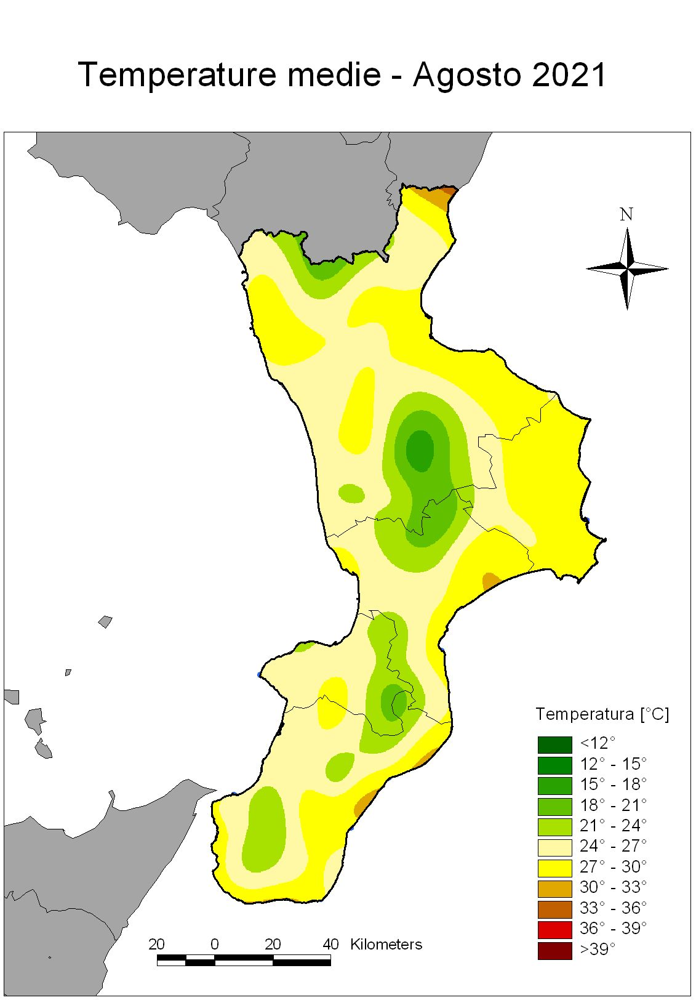 Temperature medie - Agosto 2021
N
Temperatura [°C]
<12°
12° - 15°
15° - 18°
18° - 21°
21° - 24°
24° - 27°
27° - 30°
30° - 33°
33° - 36°
36° - 39°
>39°
20 0 20 40 Kilometers